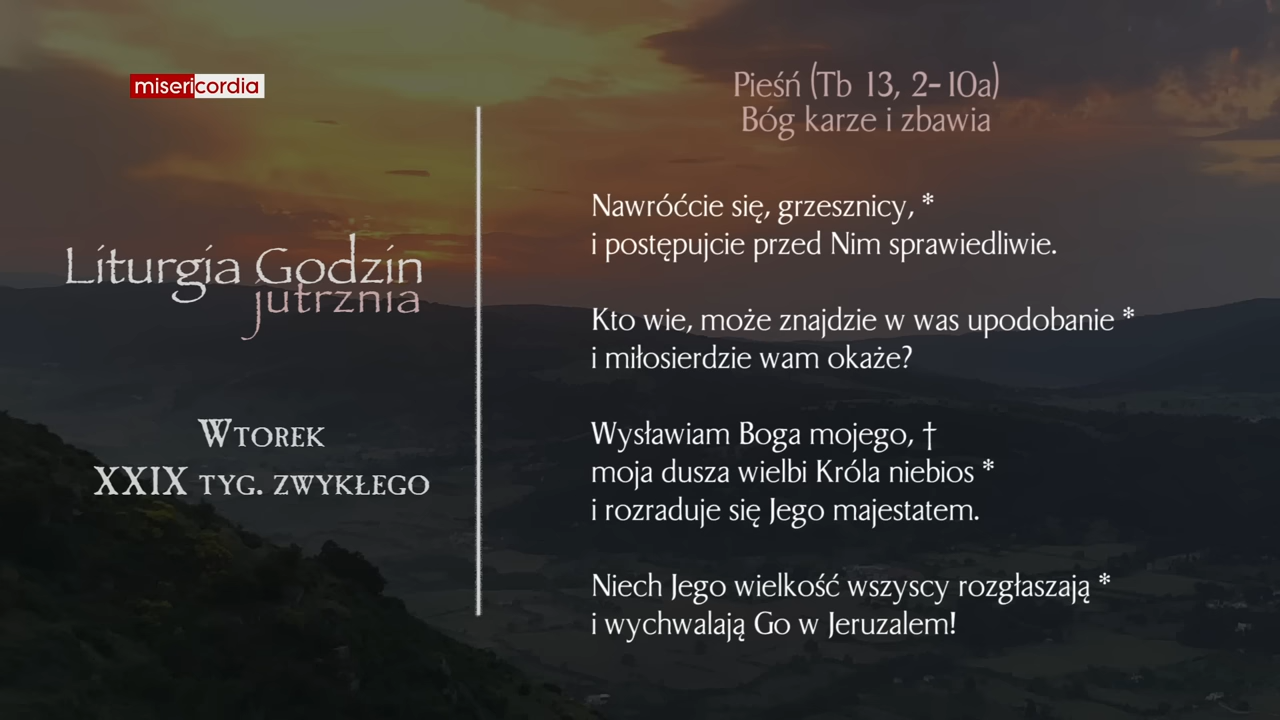 misericordia
Liturgia Godzin
jutrznia
Wtorek
XXIX tyg. zwykłego
Pieśń (Tb 13, 2-10a)
Bóg karze i zbawia
Nawróćcie się, grzesznicy, *
i postępujcie przed Nim sprawiedliwie.
Kto wie, może znajdzie w was upodobanie *
i miłosierdzie wam okaże?
Wysławiam Boga mojego, †
moja dusza wielbi Króla niebios *
i rozraduje się Jego majestatem.
Niech Jego wielkość wszyscy rozgłaszają *
i wychwalają Go w Jeruzalem!